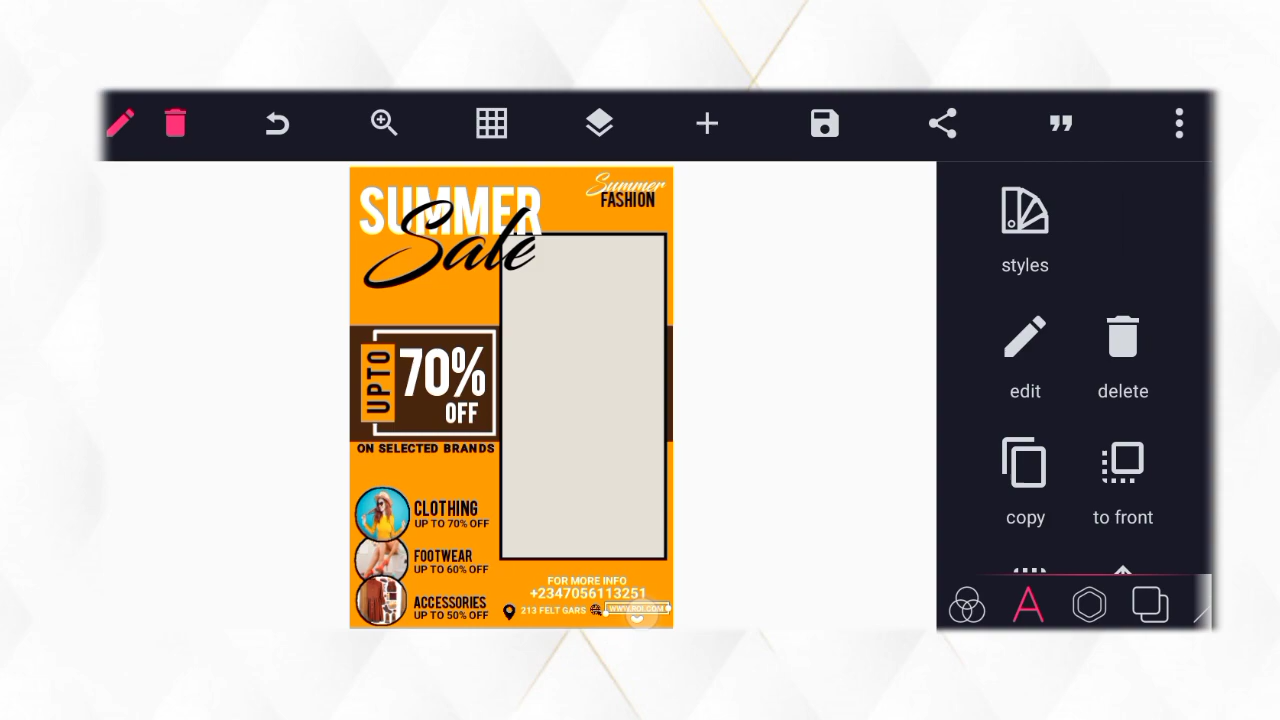 SUMMER
Sale
Summer
FASHION
UPTO
70%
OFF
ON SELECTED BRANDS
CLOTHING
UP TO 70% OFF
FOOTWEAR
UP TO 60% OFF
ACCESSORIES
UP TO 50% OFF
FOR MORE INFO
+2347056113251
213 FELT GARS
styles
edit
delete
copy
to front